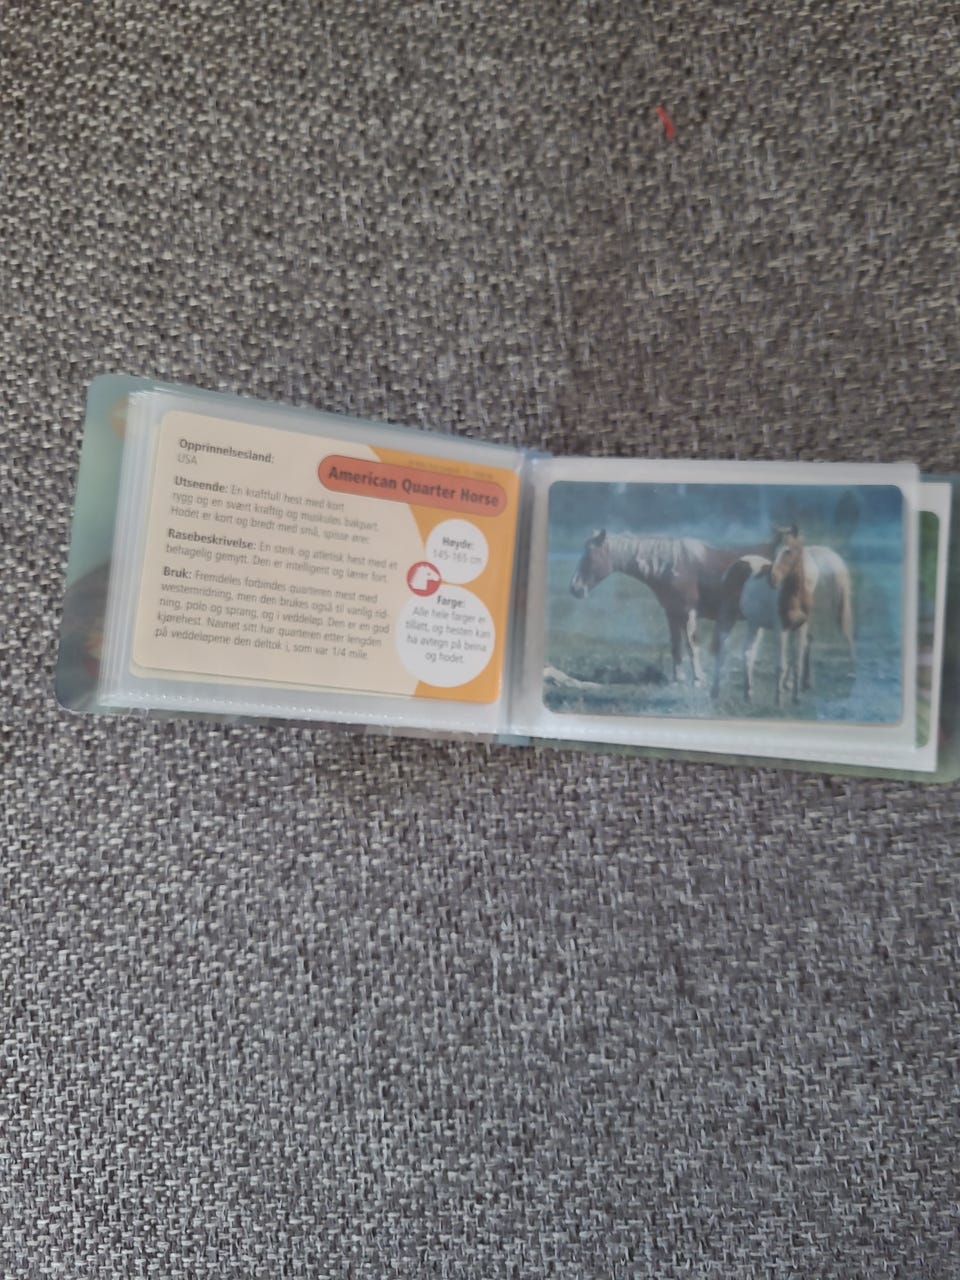 American Quarter Horse
Opprinnelsesland:
USA
Utseende: En kraftfull hest med kort
rygg og en svært kraftig og muskuløs bakpart.
Hodet er kort og bredt med små, spisse ører.
Rasebeskrivelse: En sterk og atletisk hest med et
behagelig gemytt. Den er intelligent og lærer fort.
Bruk: Fremdeles forbindes quarteren mest med
westernridning, men den brukes også til vanlig rid-
ning, polo og sprang, og i veddeløp. Den er en god
kjørehest. Navnet sitt har quarteren etter lengden
på veddeløpene den deltok i, som var 1/4 mile.
Høyde:
145-165 cm
Farge:
Alle hele farger er
tillatt, og hesten kan
ha avtegn på beina
og hodet.